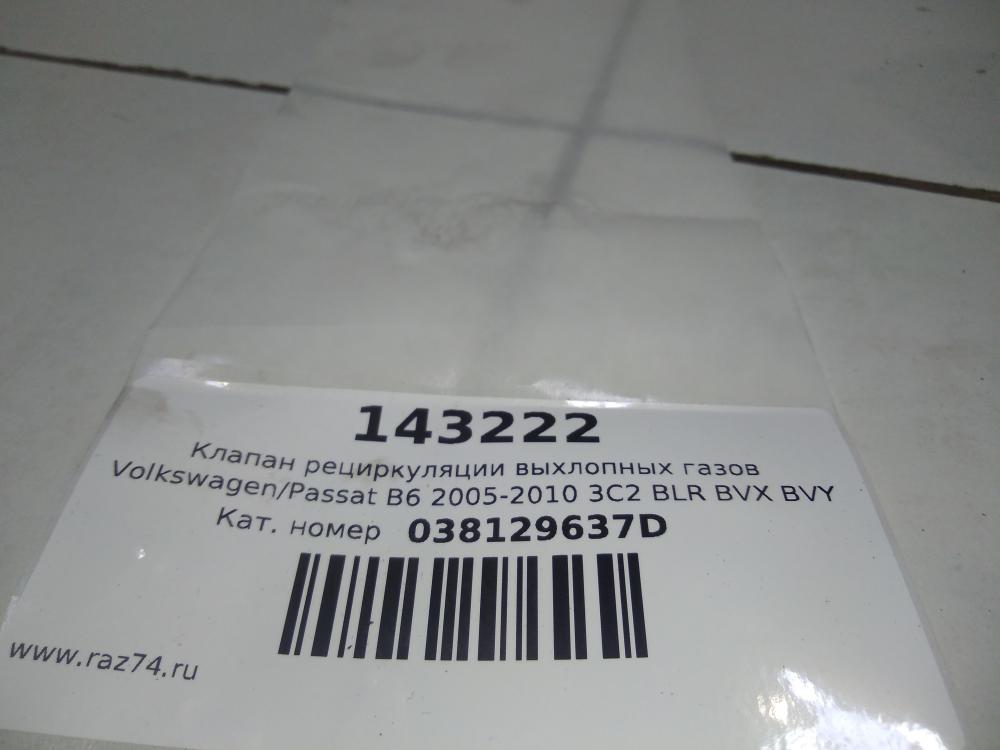 143222
Клапан рециркуляции выхлопных газов
Volkswagen/Passat B6 2005-2010 3C2 BLR BVX BVY
Кат. номер 038129637D
www.raz74.ru